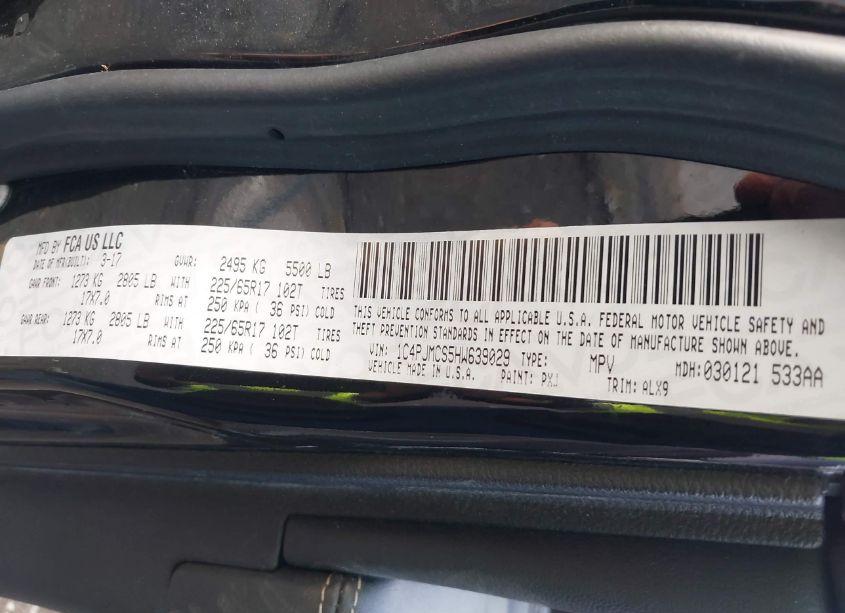 MFD BY FCA US LLC
DATE OF MFR(BUILT): 3-17 GVWR: 2495 KG 5500 LB
GAWR FRONT: 1273 KG 2805 LB WITH 225/65R17 102T TIRES
17X7.0 RIMS AT 250 KPA ( 36 PSI) COLD
GAWR REAR: 1273 KG 2805 LB WITH 225/65R17 102T TIRES
17X7.0 RIMS AT 250 KPA ( 36 PSI) COLD
THIS VEHICLE CONFORMS TO ALL APPLICABLE U.S.A. FEDERAL MOTOR VEHICLE SAFETY AND
THEFT PREVENTION STANDARDS IN EFFECT ON THE DATE OF MANUFACTURE SHOWN ABOVE.
VIN: 1C4PJMCS5HW639029 TYPE: MPV MDH: 030121 533AA
VEHICLE MADE IN U.S.A. PAINT: PXJ TRIM: ALX9